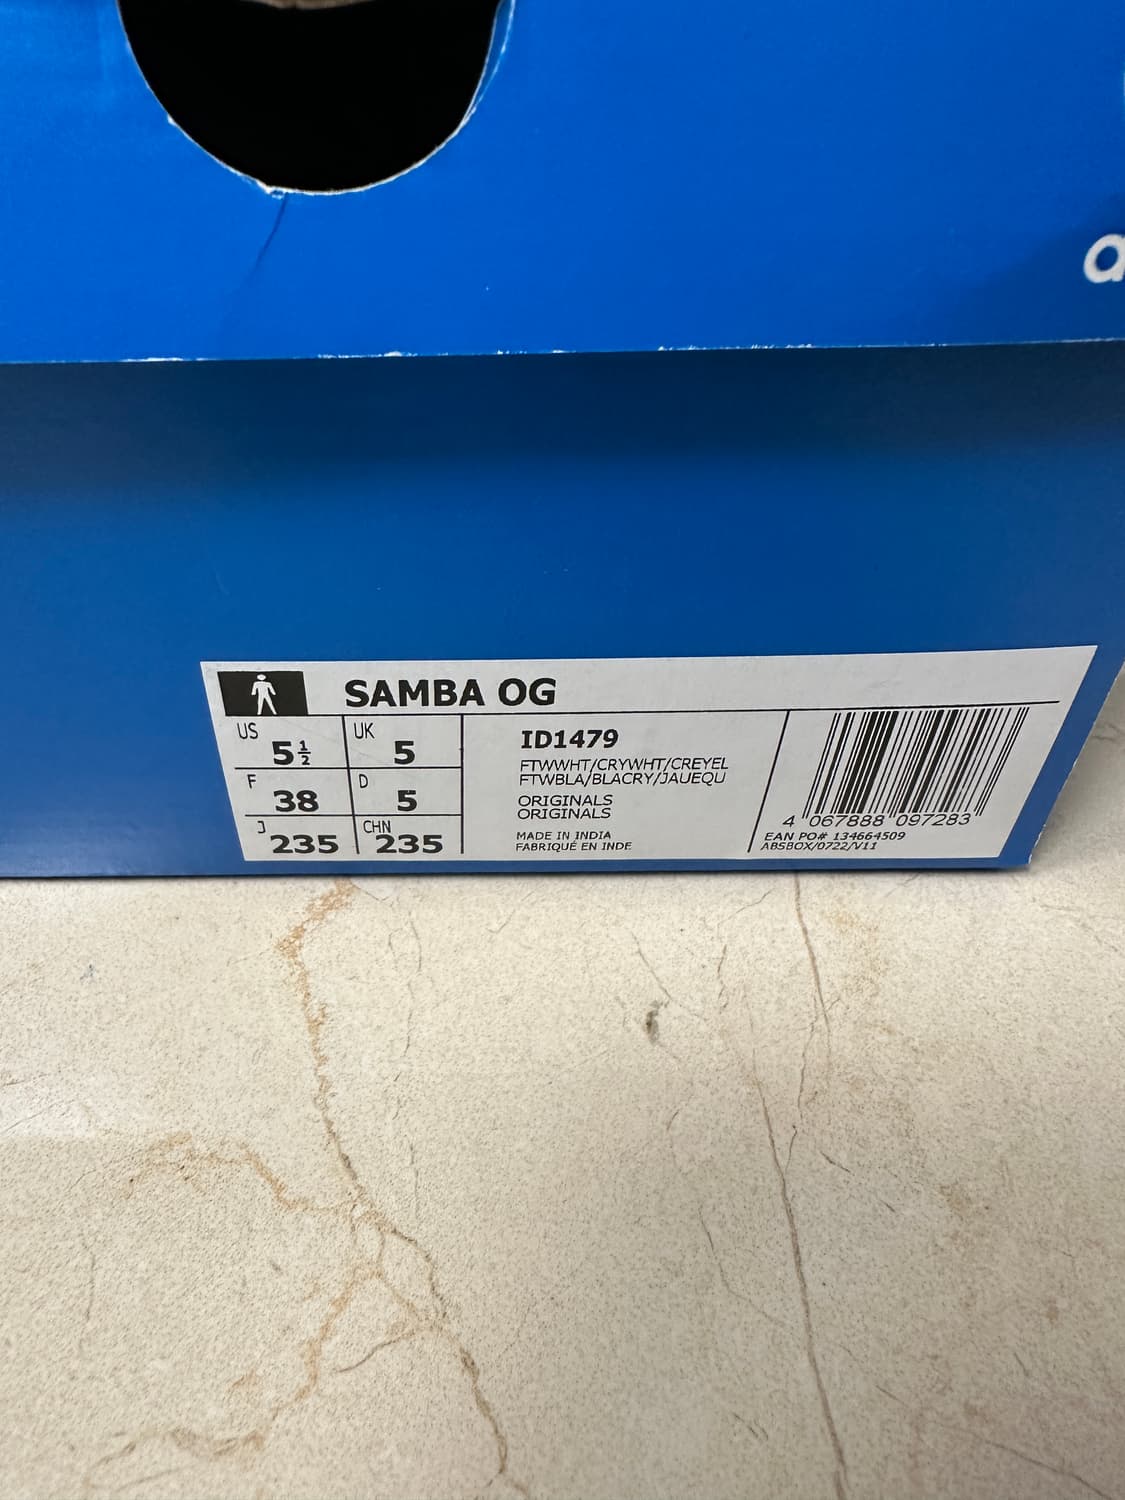 a
SAMBA OG
US 5½ UK 5
F 38 D 5
J 235 CHN 235
ID1479
FTWWHT/CRYWHT/CREYEL
FTWBLA/BLACRY/JAUEQU
ORIGINALS
ORIGINALS
MADE IN INDIA
FABRIQUÉ EN INDE
4 067888 097283
EAN PO# 134664509
ABSBOX/0722/V11